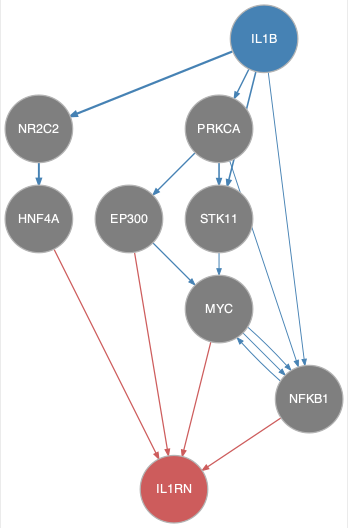 IL1B
NR2C2
PRKCA
HNF4A
EP300
STK11
MYC
NFKB1
IL1RN